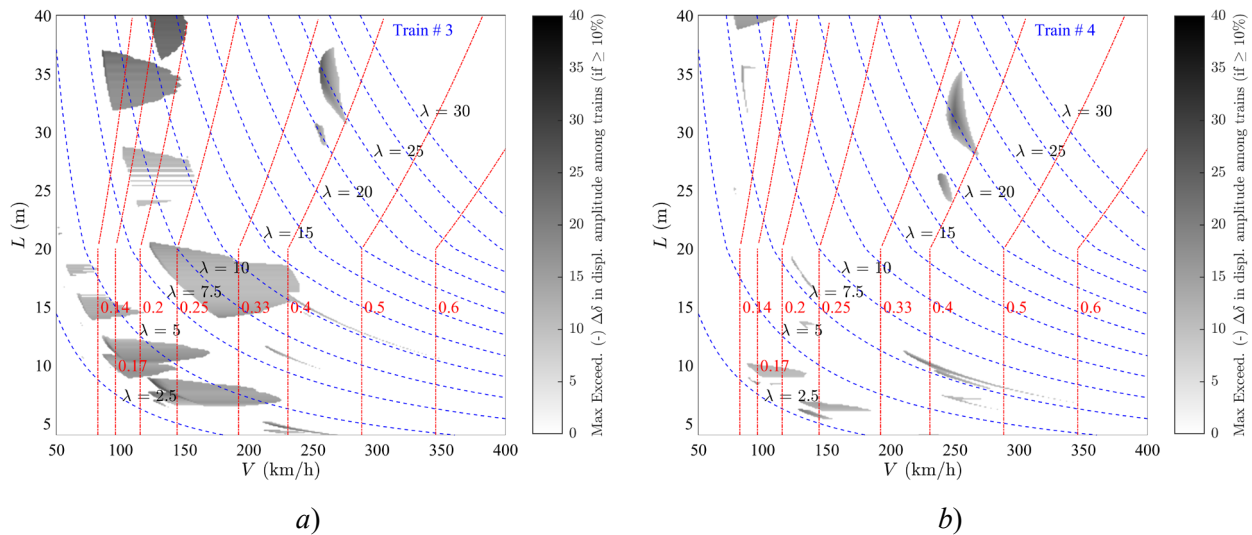 Train # 3
40
35
30
25
20
15
10
5
L (m)
λ = 30
λ = 25
λ = 20
λ = 15
λ = 10
λ = 7.5
λ = 5
λ = 2.5
0.14
0.2
0.25
0.33
0.4
0.5
0.6
0.17
50
100
150
200
250
300
350
400
V (km/h)
40
35
30
25
20
15
10
5
0
Max Exceed. (-) Δδ in displ. amplitude among trains (if ≥ 10%)
a)
Train # 4
40
35
30
25
20
15
10
5
L (m)
λ = 30
λ = 25
λ = 20
λ = 15
λ = 10
λ = 7.5
λ = 5
λ = 2.5
0.14
0.2
0.25
0.33
0.4
0.5
0.6
0.17
50
100
150
200
250
300
350
400
V (km/h)
40
35
30
25
20
15
10
5
0
Max Exceed. (-) Δδ in displ. amplitude among trains (if ≥ 10%)
b)